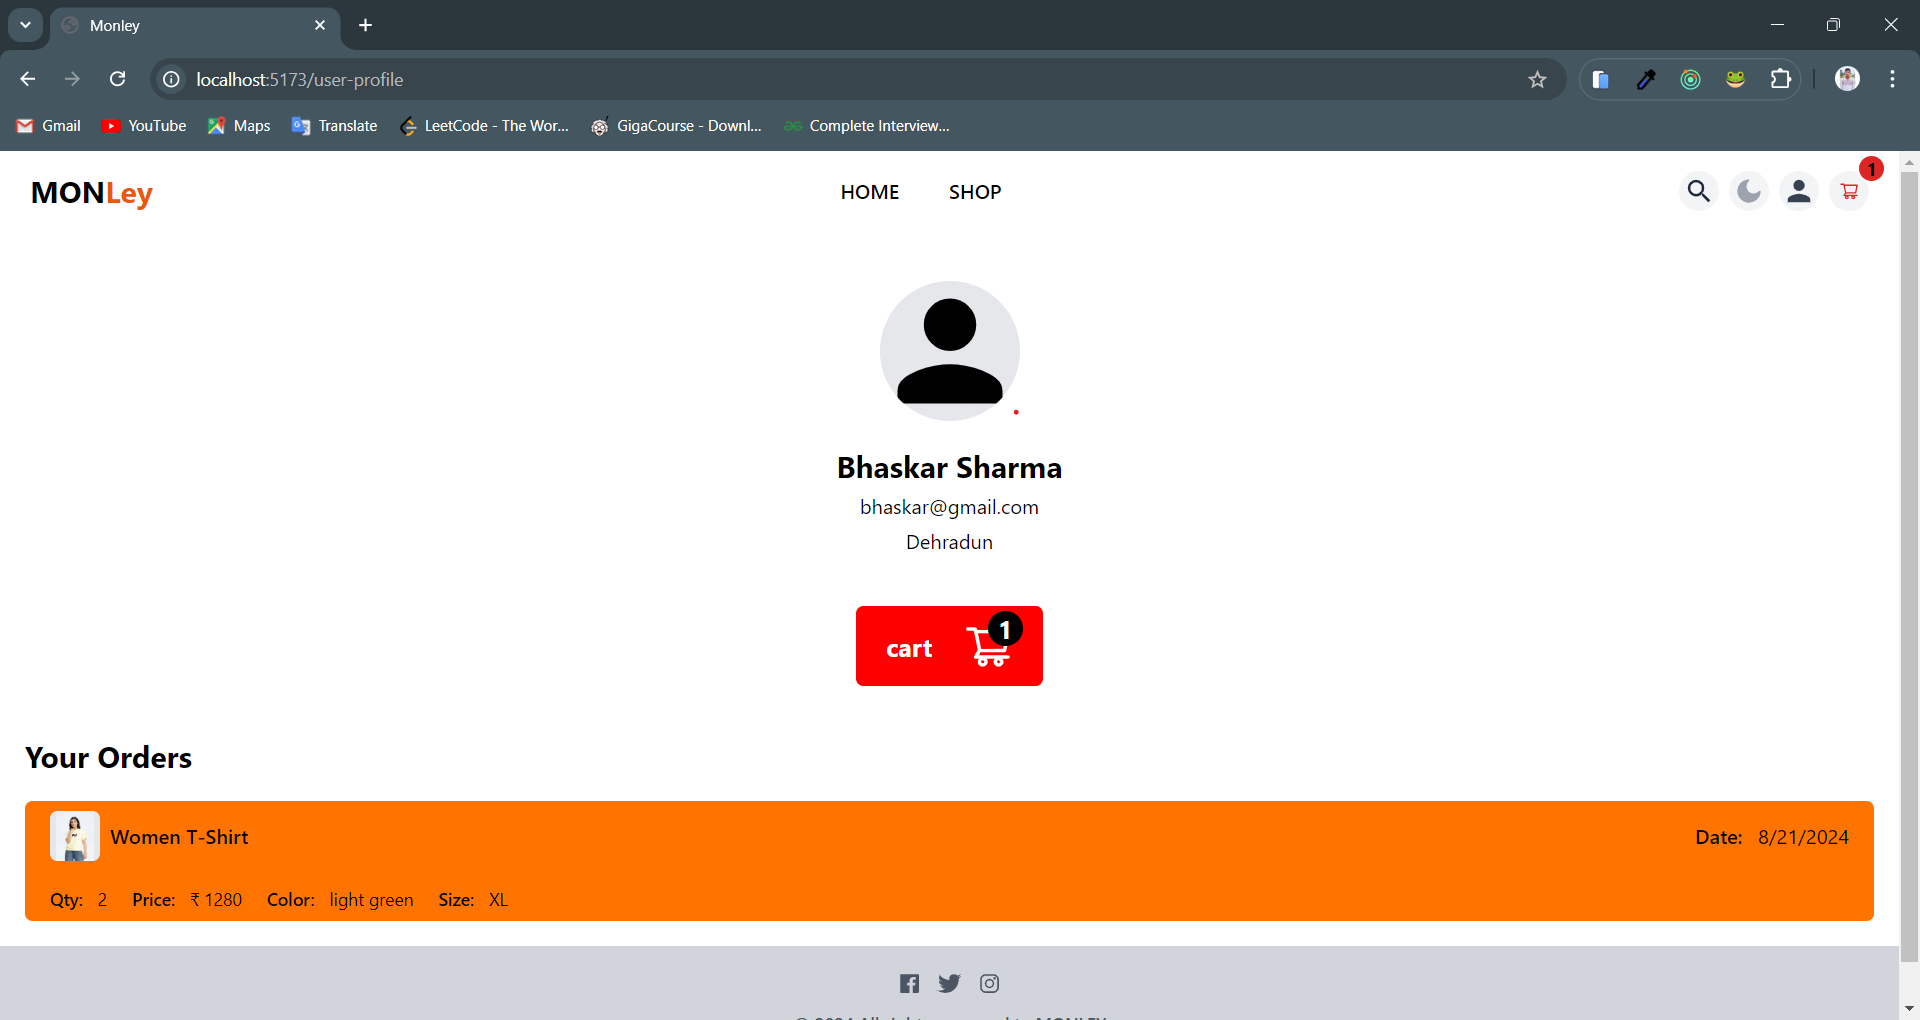 Monley
localhost:5173/user-profile
Gmail YouTube Maps Translate LeetCode - The Wor... GigaCourse - Downl... Complete Interview...
MONLey HOME SHOP 1
Bhaskar Sharma
bhaskar@gmail.com
Dehradun
cart 1
Your Orders
Women T-Shirt Date: 8/21/2024
Qty: 2 Price: ₹ 1280 Color: light green Size: XL